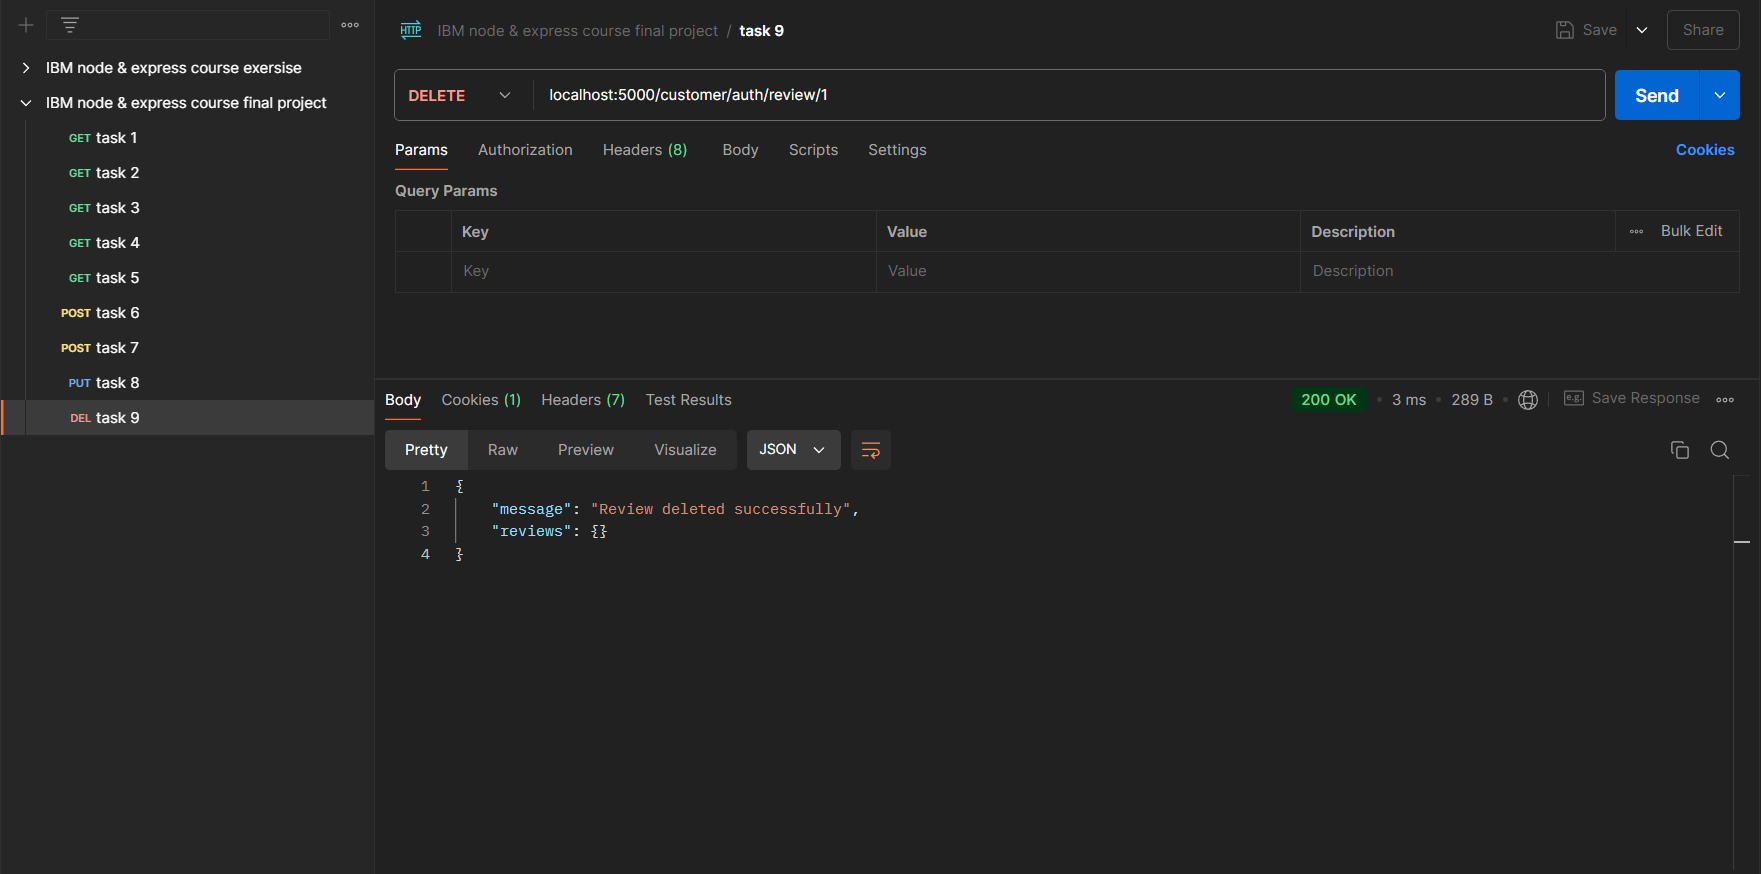 IBM node & express course exersise
IBM node & express course final project
GET task 1
GET task 2
GET task 3
GET task 4
GET task 5
POST task 6
POST task 7
PUT task 8
DEL task 9
HTTP IBM node & express course final project / task 9
Save
Share
DELETE localhost:5000/customer/auth/review/1
Send
Params Authorization Headers (8) Body Scripts Settings Cookies
Query Params
Key Value Description Bulk Edit
Key Value Description
Body Cookies (1) Headers (7) Test Results 200 OK • 3 ms • 289 B • e.g. Save Response
Pretty Raw Preview Visualize JSON
1 {
2 "message": "Review deleted successfully",
3 "reviews": {}
4 }